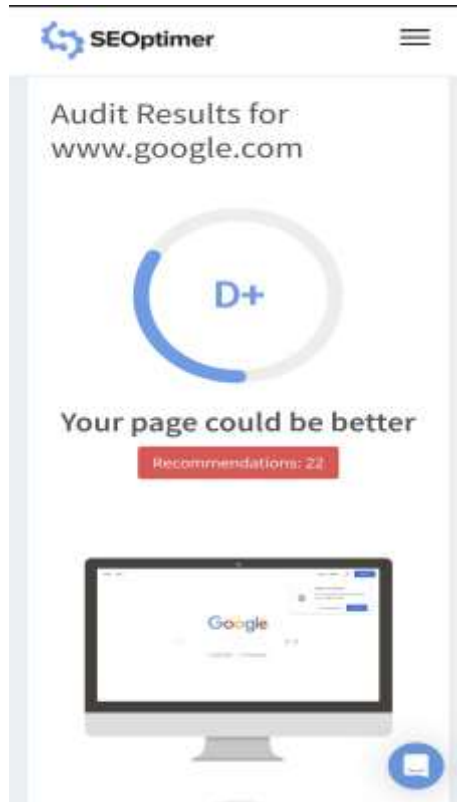 SEOptimer
Audit Results for
www.google.com
D+
Your page could be better
Recommendations: 22
Google